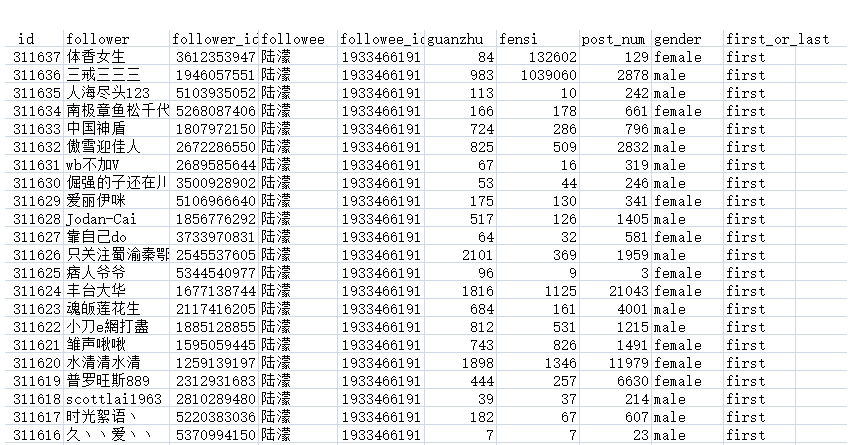 id follower follower_id followee followee_id guanzhu fensi post_num gender first_or_last
311637 体香女生 3612353947 陆濛 1933466191 84 132602 129 female first
311636 三戒三三三 1946057551 陆濛 1933466191 983 1039060 2878 male first
311635 人海尽头123 5103935052 陆濛 1933466191 113 10 242 male first
311634 南极章鱼松千代 5268087406 陆濛 1933466191 166 178 661 female first
311633 中国神盾 1807972150 陆濛 1933466191 724 286 796 male first
311632 傲雪迎佳人 2672286550 陆濛 1933466191 825 509 2832 male first
311631 wb不加V 2689585644 陆濛 1933466191 67 16 319 male first
311630 倔强的子还在 3500928902 陆濛 1933466191 53 44 246 male first
311629 爱丽伊咪 5106966640 陆濛 1933466191 175 130 341 female first
311628 Jodan-Cai 1856776292 陆濛 1933466191 517 126 1405 male first
311627 靠自己do 3733970831 陆濛 1933466191 64 32 581 female first
311626 只关注蜀渝秦鄂 2545537605 陆濛 1933466191 2101 369 1959 male first
311625 痞人爷爷 5344540977 陆濛 1933466191 96 9 3 female first
311624 丰台大华 1677138744 陆濛 1933466191 1816 1125 21043 female first
311623 魂皈莲花生 2117416205 陆濛 1933466191 684 161 4001 male first
311622 小刀e網打盡 1885128855 陆濛 1933466191 812 531 1215 male first
311621 雏声啾啾 1595059445 陆濛 1933466191 743 826 1491 female first
311620 水清清水清 1259139197 陆濛 1933466191 1898 1346 11979 female first
311619 普罗旺斯889 2312931683 陆濛 1933466191 444 257 6630 female first
311618 scottlai1963 2810289480 陆濛 1933466191 39 37 214 male first
311617 时光絮语丶 5220383036 陆濛 1933466191 182 67 607 male first
311616 久丶丶爱丶丶 5370994150 陆濛 1933466191 7 7 23 male first